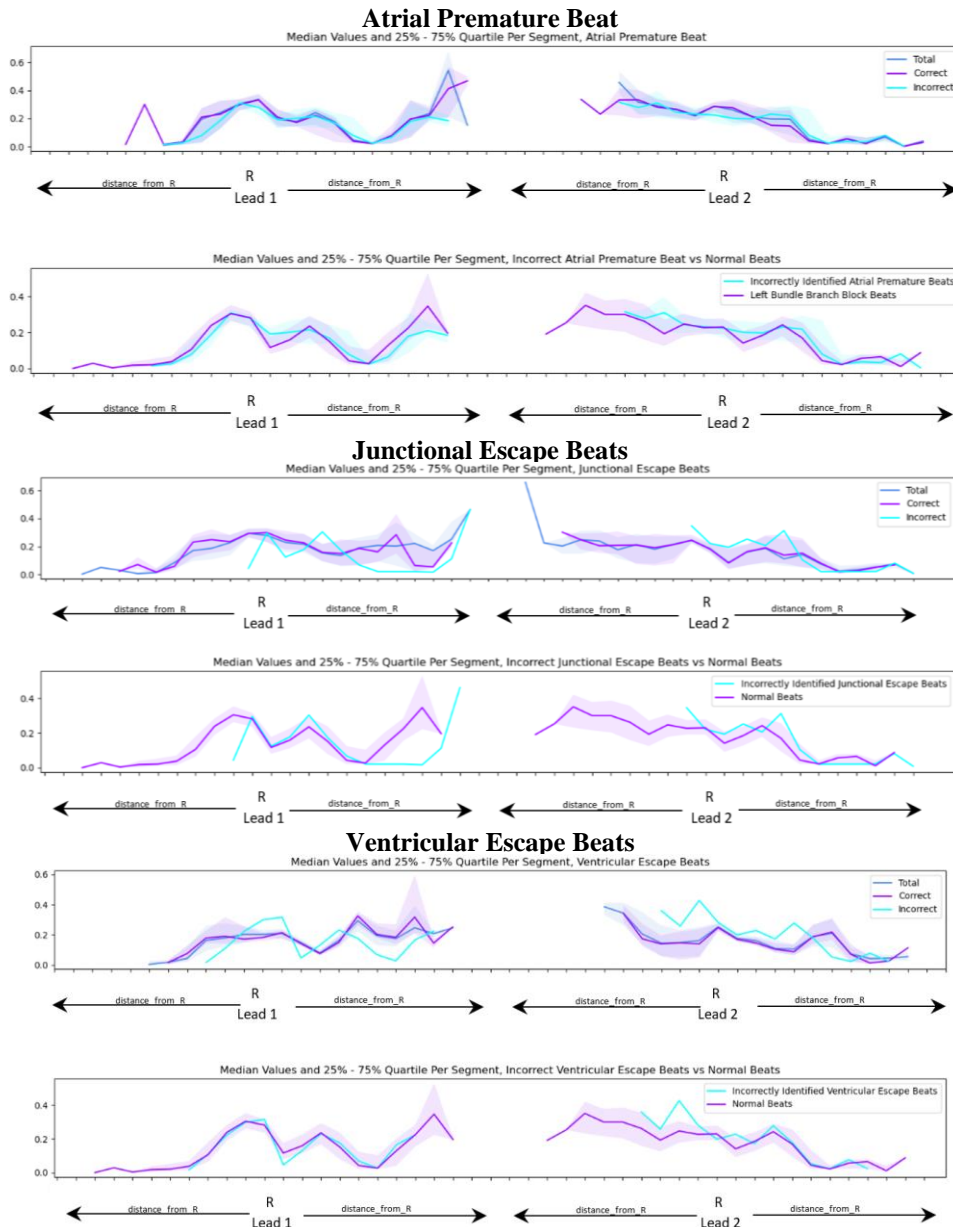 Atrial Premature Beat
Median Values and 25% - 75% Quartile Per Segment, Atrial Premature Beat
0.6
0.4
0.2
0.0
Total
Correct
Incorrect
distance_from_R R distance_from_R distance_from_R R distance_from_R
Lead 1 Lead 2
Median Values and 25% - 75% Quartile Per Segment, Incorrect Atrial Premature Beat vs Normal Beats
0.4
0.2
0.0
Incorrectly Identified Atrial Premature Beats
Left Bundle Branch Block Beats
distance_from_R R distance_from_R distance_from_R R distance_from_R
Lead 1 Lead 2
Junctional Escape Beats
Median Values and 25% - 75% Quartile Per Segment, Junctional Escape Beats
0.6
0.4
0.2
0.0
Total
Correct
Incorrect
distance_from_R R distance_from_R distance_from_R R distance_from_R
Lead 1 Lead 2
Median Values and 25% - 75% Quartile Per Segment, Incorrect Junctional Escape Beats vs Normal Beats
0.4
0.2
0.0
Incorrectly Identified Junctional Escape Beats
Normal Beats
distance_from_R R distance_from_R distance_from_R R distance_from_R
Lead 1 Lead 2
Ventricular Escape Beats
Median Values and 25% - 75% Quartile Per Segment, Ventricular Escape Beats
0.6
0.4
0.2
0.0
Total
Correct
Incorrect
distance_from_R R distance_from_R distance_from_R R distance_from_R
Lead 1 Lead 2
Median Values and 25% - 75% Quartile Per Segment, Incorrect Ventricular Escape Beats vs Normal Beats
0.4
0.2
0.0
Incorrectly Identified Ventricular Escape Beats
Normal Beats
distance_from_R R distance_from_R distance_from_R R distance_from_R
Lead 1 Lead 2